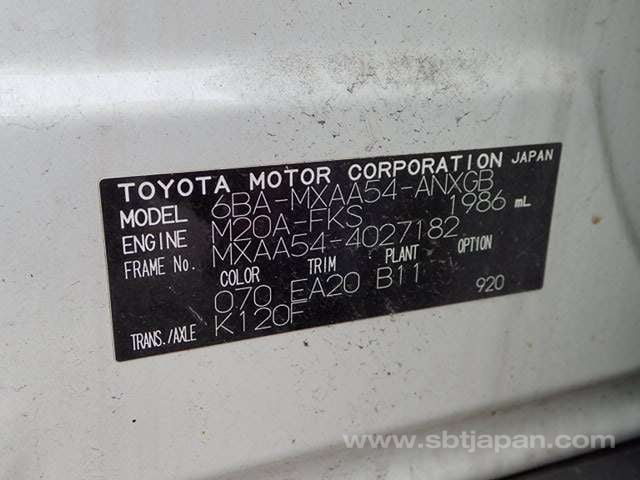 TOYOTA MOTOR CORPORATION JAPAN
MODEL 6BA-MXAA54-ANXGB
ENGINE M20A-FKS 1986 mL
FRAME No. MXAA54-4027182
COLOR TRIM PLANT OPTION
070 EA20 B11 920
TRANS./AXLE K120F
www.sbtjapan.com